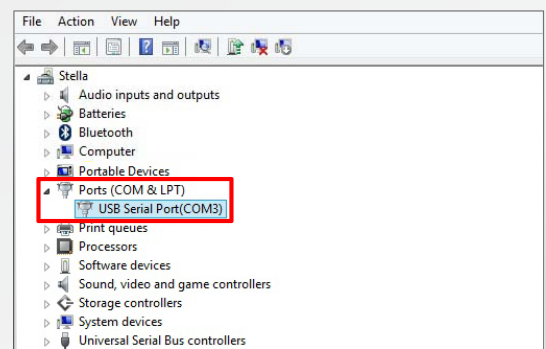 File Action View Help
Stella
Audio inputs and outputs
Batteries
Bluetooth
Computer
Portable Devices
Ports (COM & LPT)
USB Serial Port(COM3)
Print queues
Processors
Software devices
Sound, video and game controllers
Storage controllers
System devices
Universal Serial Bus controllers